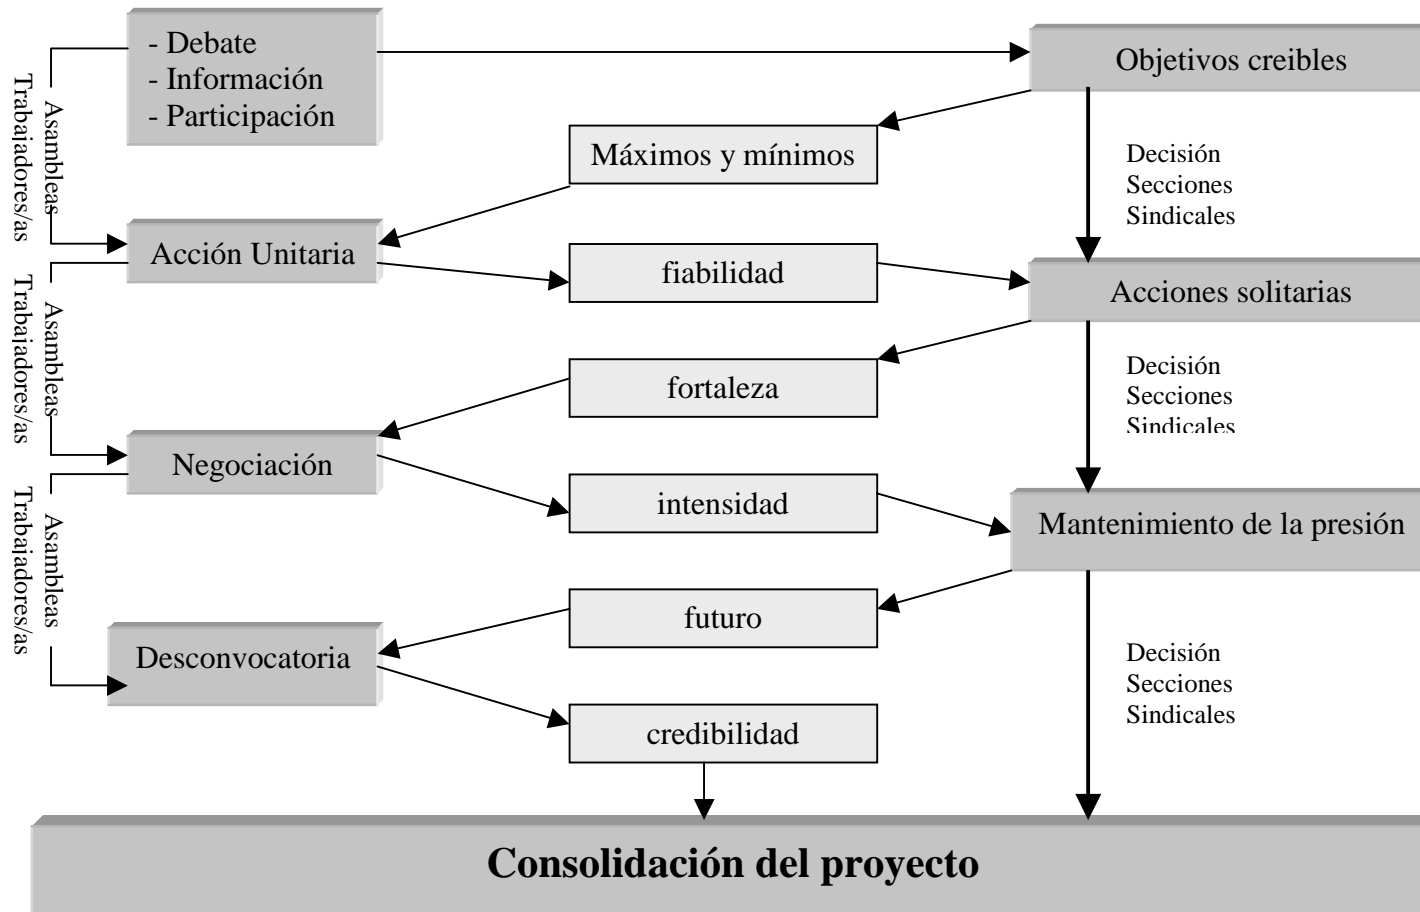 - Debate
- Información
- Participación
Objetivos creibles
Asambleas
Trabajadores/as
Máximos y mínimos
Decisión
Secciones
Sindicales
Acción Unitaria
fiabilidad
Acciones solitarias
Asambleas
Trabajadores/as
fortaleza
Decisión
Secciones
Sindicales
Negociación
intensidad
Mantenimiento de la presión
Asambleas
Trabajadores/as
futuro
Desconvocatoria
Decisión
Secciones
Sindicales
credibilidad
Consolidación del proyecto